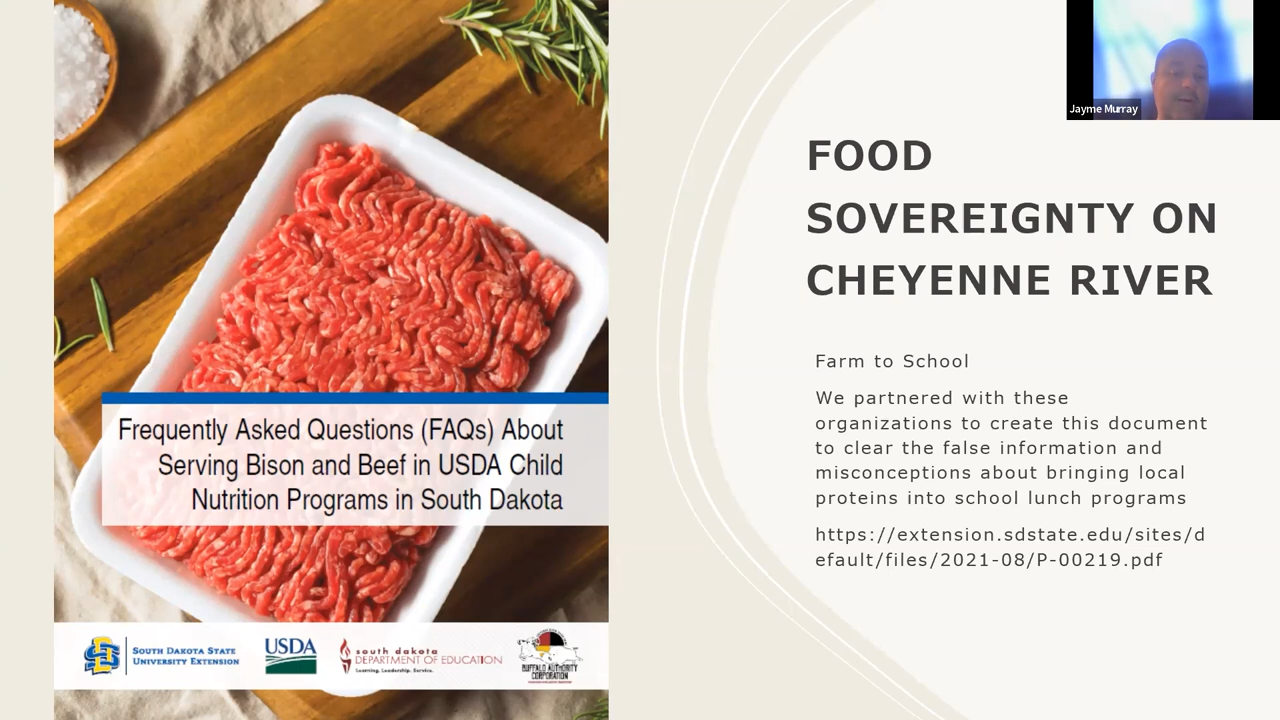 Jayme Murray
FOOD
SOVEREIGNTY ON
CHEYENNE RIVER
Farm to School
We partnered with these
organizations to create this document
to clear the false information and
misconceptions about bringing local
proteins into school lunch programs
https://extension.sdstate.edu/sites/d
efault/files/2021-08/P-00219.pdf
Frequently Asked Questions (FAQs) About
Serving Bison and Beef in USDA Child
Nutrition Programs in South Dakota
SOUTH DAKOTA STATE
UNIVERSITY EXTENSION
USDA
south dakota
DEPARTMENT OF EDUCATION
Learning. Leadership. Service.
BUFFALO AUTHORITY
CORPORATION